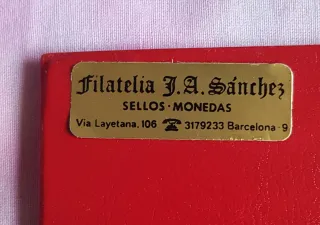 Filatelia J.A. Sánchez
SELLOS · MONEDAS
Via Layetana, 106 ☎ 3179233 Barcelona - 9